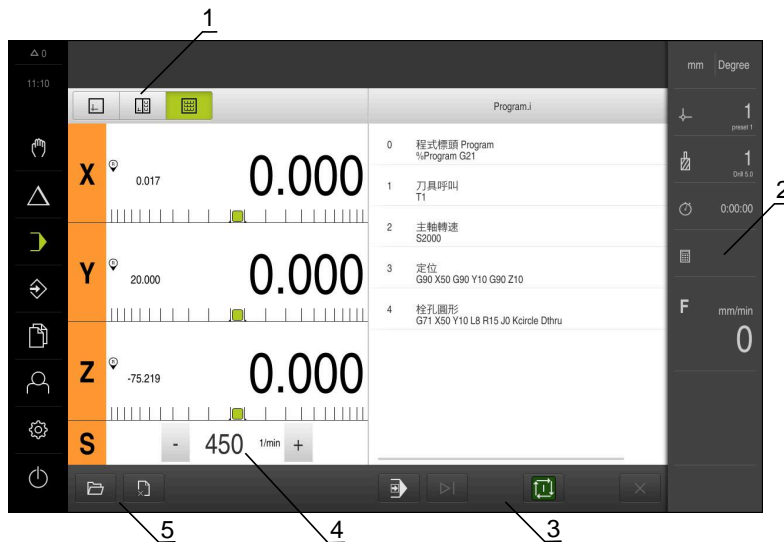 1
0
11:10
mm Degree
Program.i
X
R
0.017
0.000
Y
R
20.000
0.000
Z
R
-75.219
0.000
S
- 450 1/min +
0 程式標頭 Program
%Program G21
1 刀具呼叫
T1
2 主軸轉速
S2000
3 定位
G90 X50 G90 Y10 G90 Z10
4 栓孔圓形
G71 X50 Y10 L8 R15 J0 Kcircle Dthru
1
preset 1
1
Drill 5.0
0:00:00
2
F mm/min
0
5
4
3